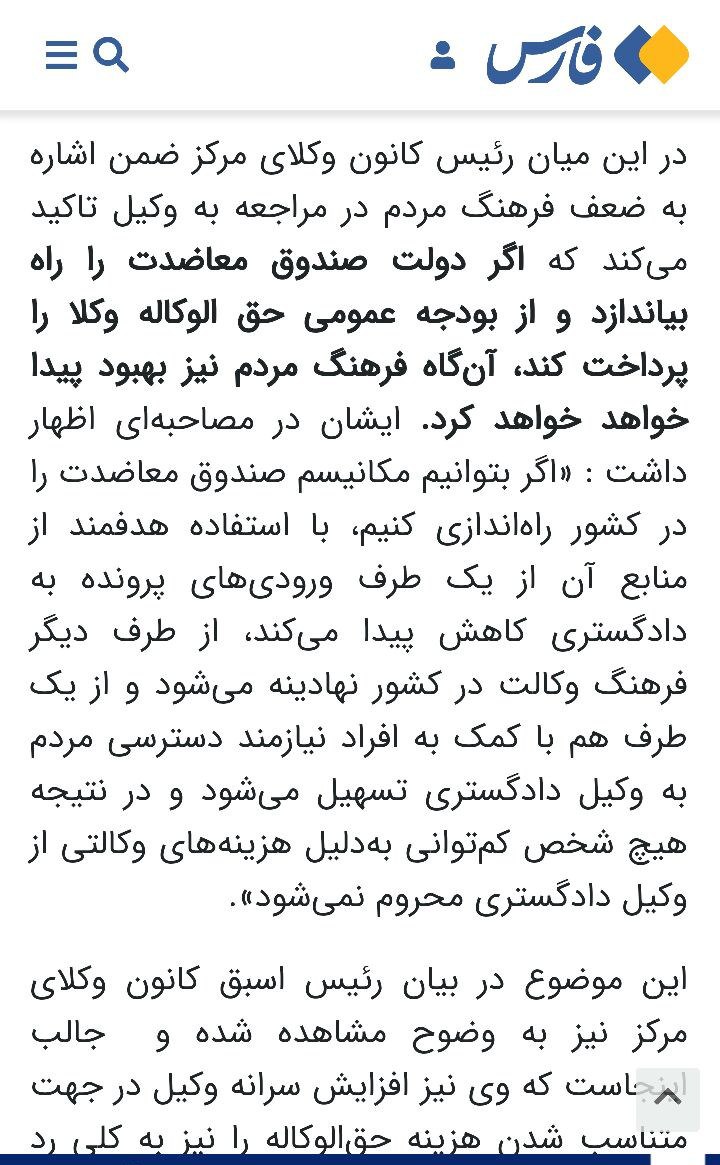 فارس
در این میان رئیس کانون وکلای مرکز ضمن اشاره
به ضعف فرهنگ مردم در مراجعه به وکیل تاکید
می‌کند که اگر دولت صندوق معاضدت را راه
بیاندازد و از بودجه عمومی حق الوکاله وکلا را
پرداخت کند، آن‌گاه فرهنگ مردم نیز بهبود پیدا
خواهد خواهد کرد. ایشان در مصاحبه‌ای اظهار
داشت : «اگر بتوانیم مکانیسم صندوق معاضدت را
در کشور راه‌اندازی کنیم، با استفاده هدفمند از
منابع آن از یک طرف ورودی‌های پرونده به
دادگستری کاهش پیدا می‌کند، از طرف دیگر
فرهنگ وکالت در کشور نهادینه می‌شود و از یک
طرف هم با کمک به افراد نیازمند دسترسی مردم
به وکیل دادگستری تسهیل می‌شود و در نتیجه
هیچ شخص کم‌توانی به‌دلیل هزینه‌های وکالتی از
وکیل دادگستری محروم نمی‌شود».
این موضوع در بیان رئیس اسبق کانون وکلای
مرکز نیز به وضوح مشاهده شده و جالب
اینجاست که وی نیز افزایش سرانه وکیل در جهت
متناسب شدن هزینه حق‌الوکاله را نیز به کلی رد